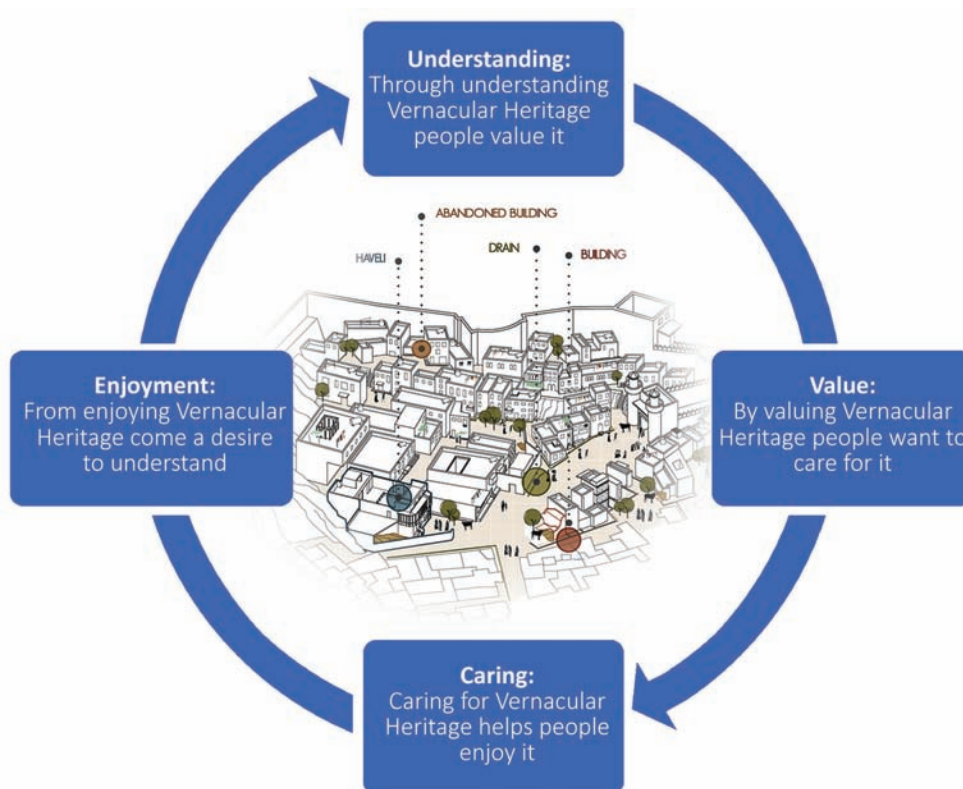 Understanding:
Through understanding
Vernacular Heritage
people value it
ABANDONED BUILDING
HAVELI
DRAIN
BUILDING
Enjoyment:
From enjoying Vernacular
Heritage come a desire
to understand
Value:
By valuing Vernacular
Heritage people want to
care for it
Caring:
Caring for Vernacular
Heritage helps people
enjoy it